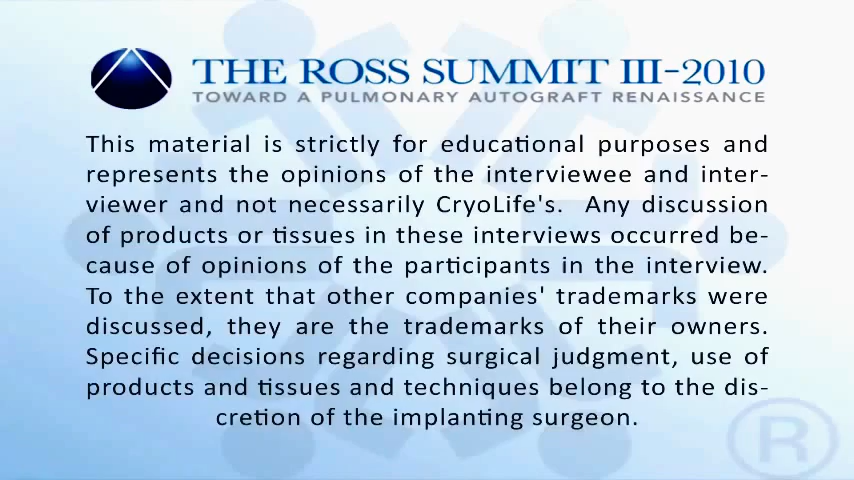 THE ROSS SUMMIT III-2010
TOWARD A PULMONARY AUTOGRAFT RENAISSANCE
This material is strictly for educational purposes and
represents the opinions of the interviewee and inter-
viewer and not necessarily CryoLife's.  Any discussion
of products or tissues in these interviews occurred be-
cause of opinions of the participants in the interview.
To the extent that other companies' trademarks were
discussed, they are the trademarks of their owners.
Specific decisions regarding surgical judgment, use of
products and tissues and techniques belong to the dis-
cretion of the implanting surgeon.
®